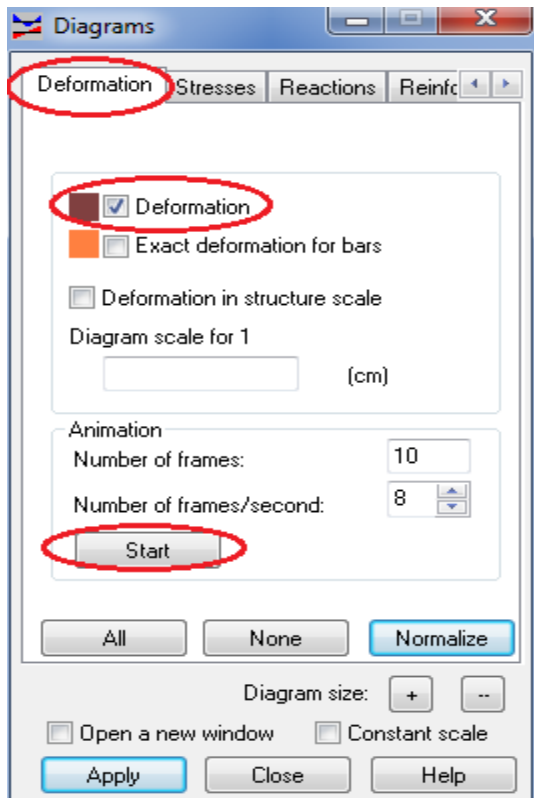 Diagrams
Deformation Stresses Reactions Reinfc
Deformation
Exact deformation for bars
Deformation in structure scale
Diagram scale for 1
(cm)
Animation
Number of frames: 10
Number of frames/second: 8
Start
All None Normalize
Diagram size: + --
Open a new window Constant scale
Apply Close Help